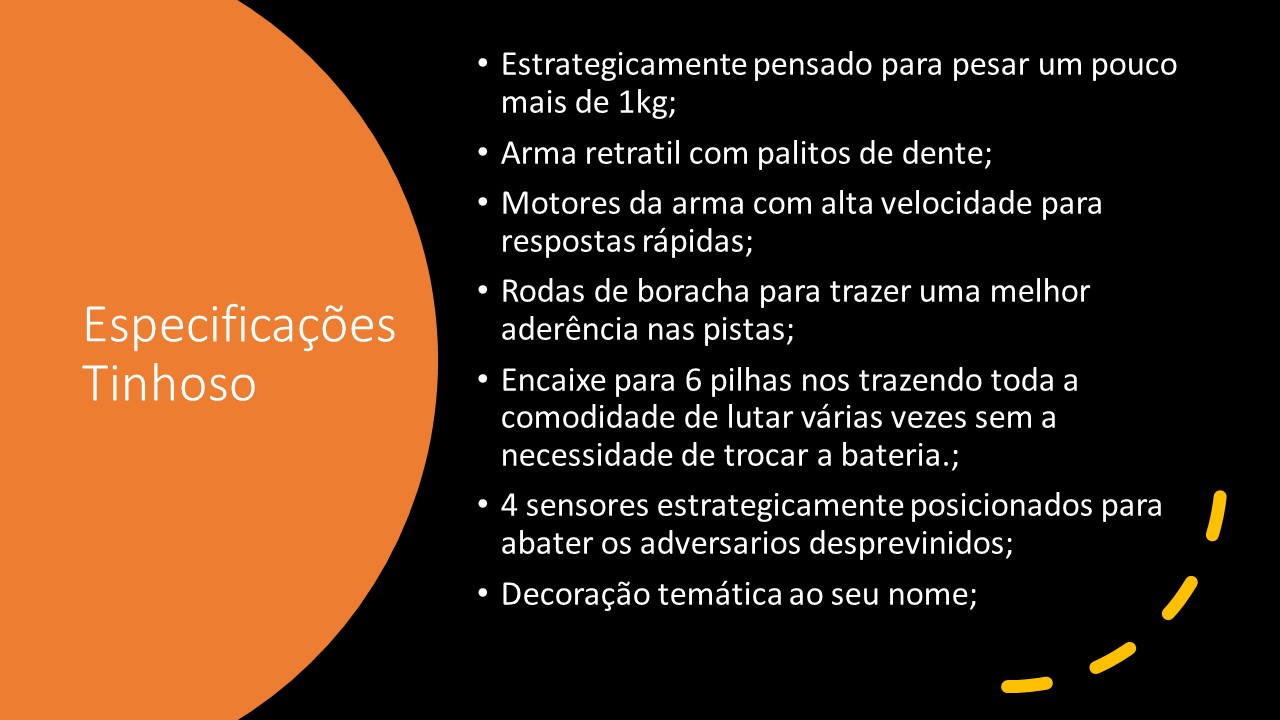 Especificações
Tinhoso
• Estrategicamente pensado para pesar um pouco
mais de 1kg;
• Arma retratil com palitos de dente;
• Motores da arma com alta velocidade para
respostas rápidas;
• Rodas de boracha para trazer uma melhor
aderência nas pistas;
• Encaixe para 6 pilhas nos trazendo toda a
comodidade de lutar várias vezes sem a
necessidade de trocar a bateria.;
• 4 sensores estrategicamente posicionados para
abater os adversarios desprevinidos;
• Decoração temática ao seu nome;